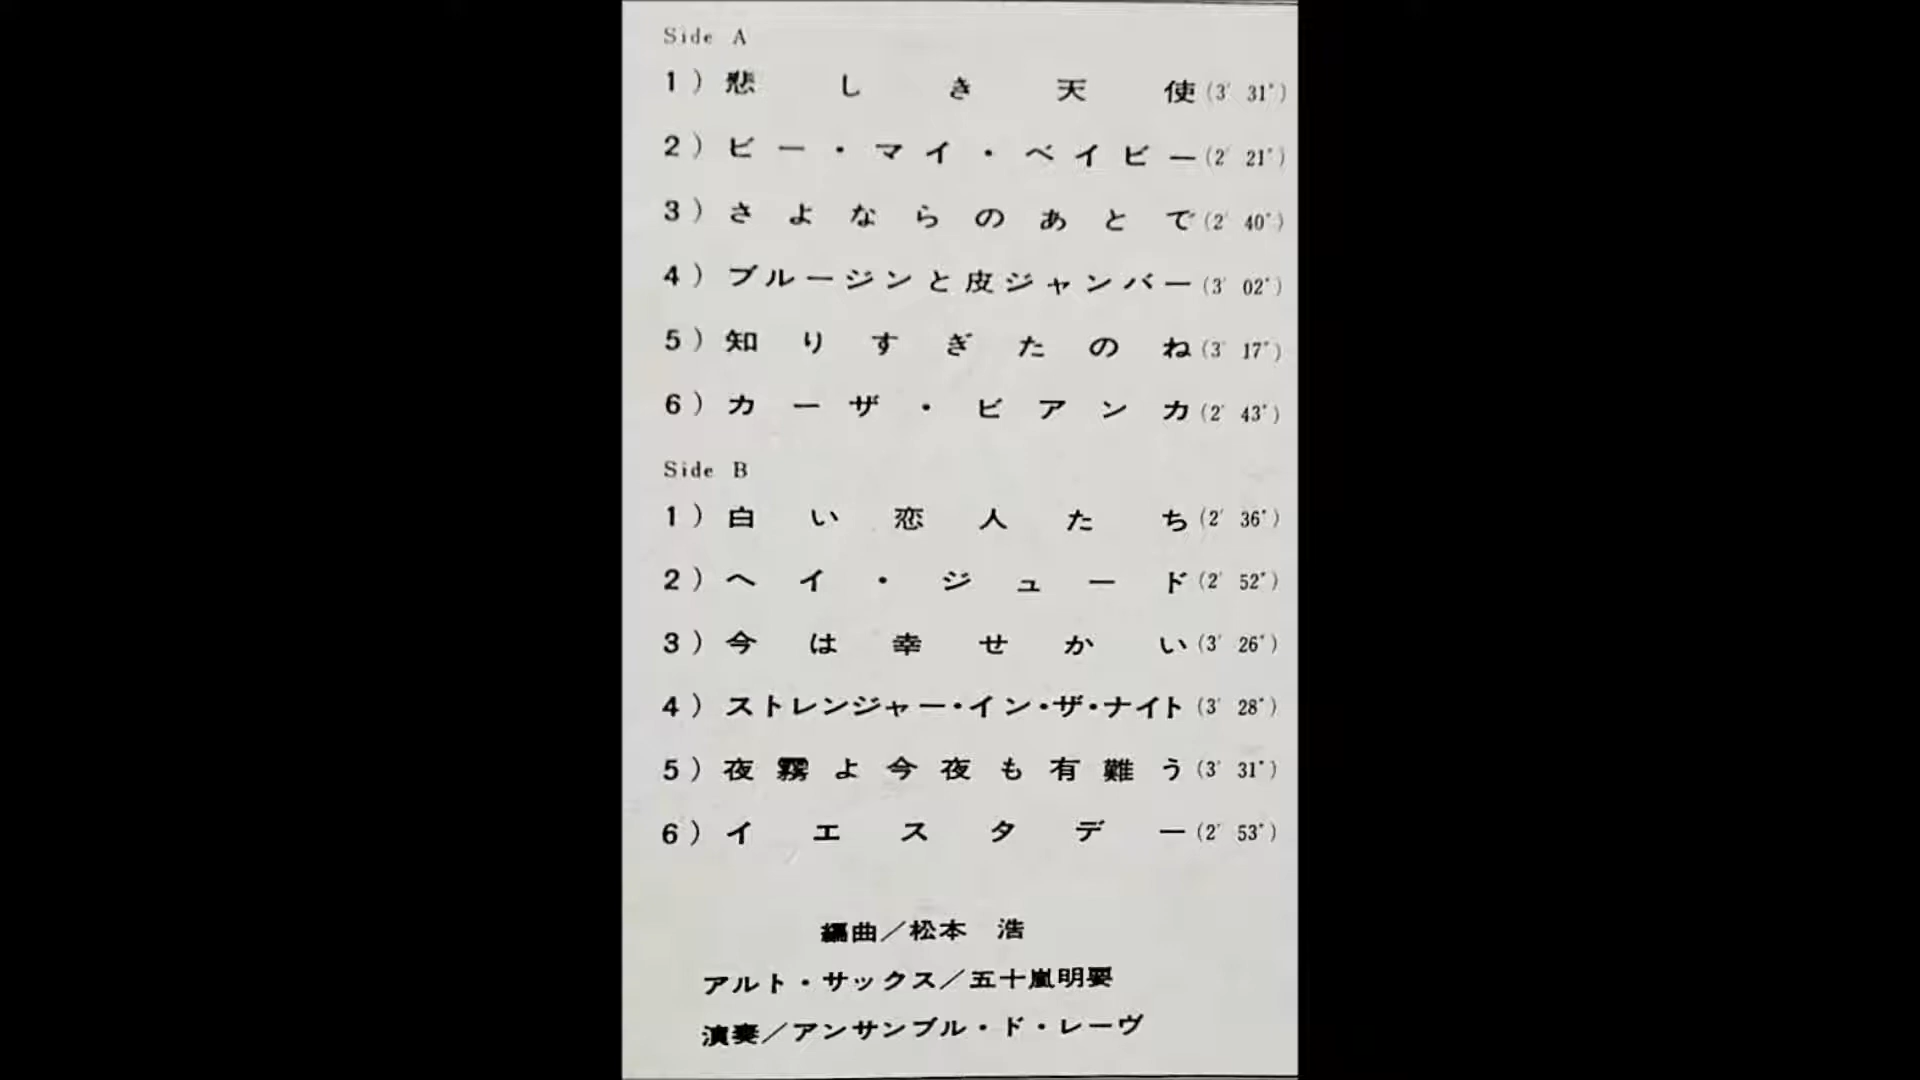 Side A
1) 悲しき天使 (3′ 31″)
2) ビー・マイ・ベイビー (2′ 21″)
3) さよならのあとで (2′ 40″)
4) ブルージンと皮ジャンバー (3′ 02″)
5) 知りすぎたのね (3′ 17″)
6) カーザ・ビアンカ (2′ 43″)
Side B
1) 白い恋人たち (2′ 36″)
2) ヘイ・ジュード (2′ 52″)
3) 今は幸せかい (3′ 26″)
4) ストレンジャー・イン・ザ・ナイト (3′ 28″)
5) 夜霧よ今夜も有難う (3′ 31″)
6) イエスタデー (2′ 53″)
編曲／松本 浩
アルト・サックス／五十嵐明要
演奏／アンサンブル・ド・レーヴ